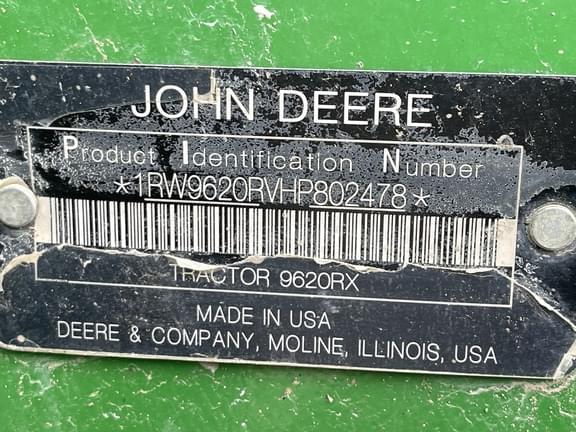 JOHN DEERE
Product Identification Number
*1RW9620RVHP802478*
TRACTOR 9620RX
MADE IN USA
DEERE & COMPANY, MOLINE, ILLINOIS, USA